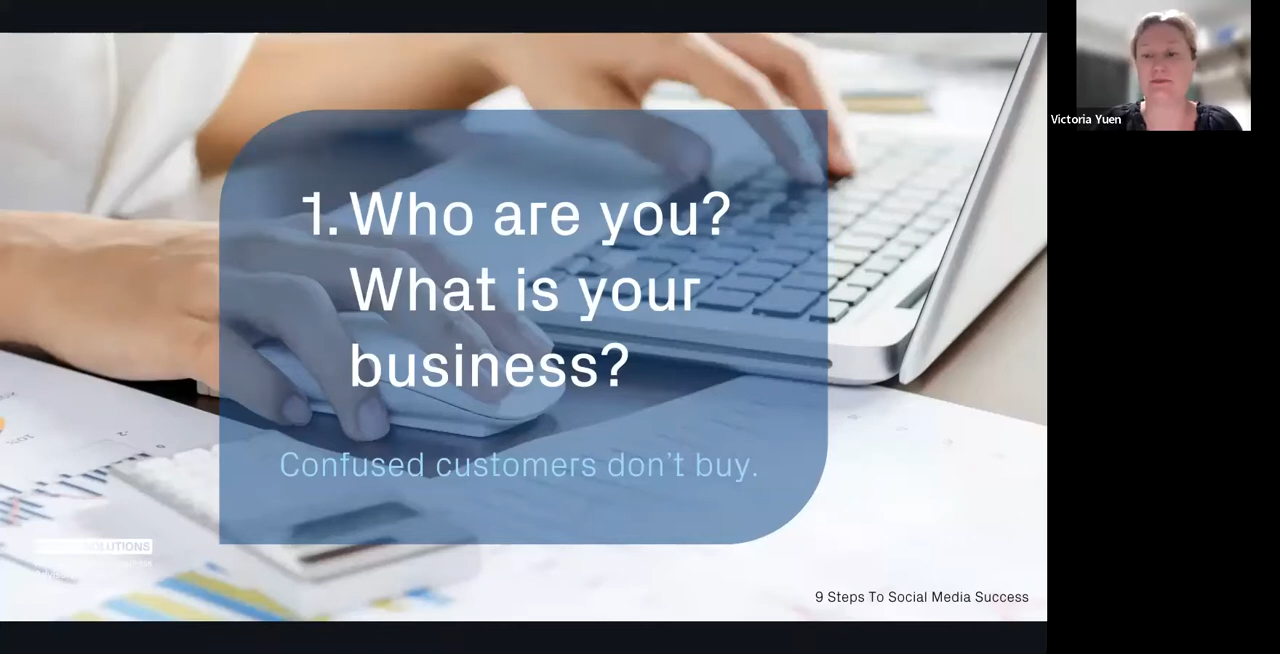 1. Who are you?
What is your
business?
Confused customers don't buy.
SOLUTIONS
9 Steps To Social Media Success
Victoria Yuen